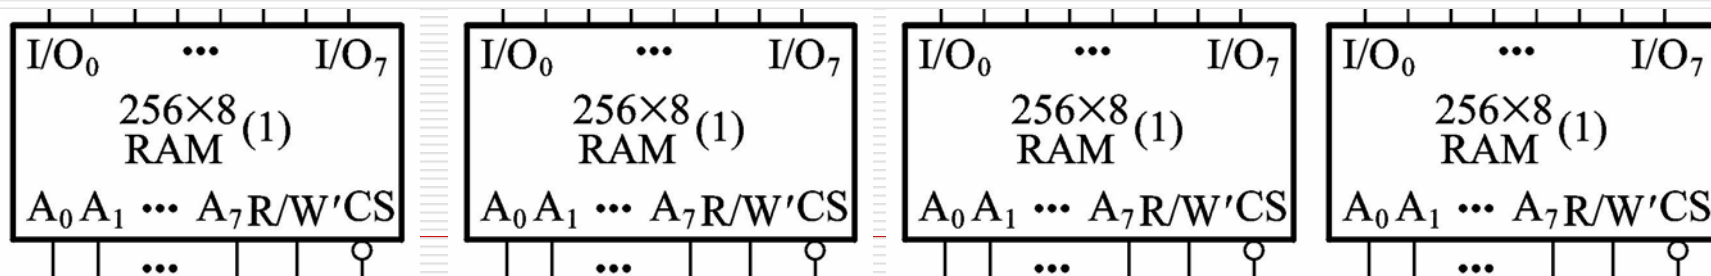 I/O₀ ••• I/O₇ I/O₀ ••• I/O₇ I/O₀ ••• I/O₇ I/O₀ ••• I/O₇
256×8 (1) 256×8 (1) 256×8 (1) 256×8 (1)
RAM RAM RAM RAM
A₀ A₁ ••• A₇ R/W′ CS A₀ A₁ ••• A₇ R/W′ CS A₀ A₁ ••• A₇ R/W′ CS A₀ A₁ ••• A₇ R/W′ CS
••• ••• ••• •••